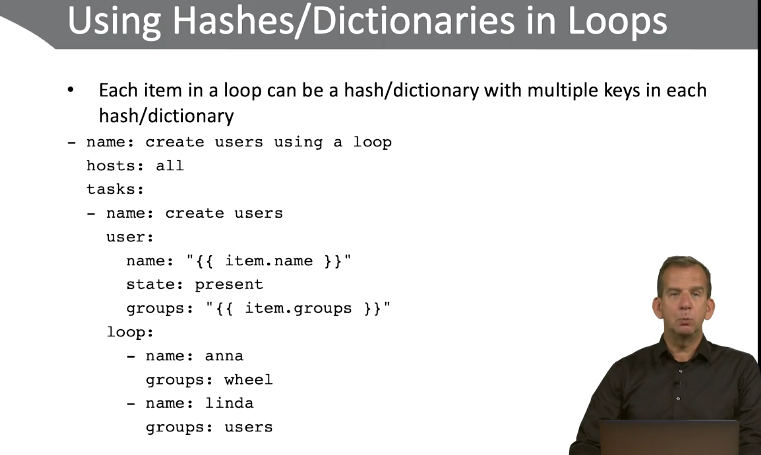 Using Hashes/Dictionaries in Loops
• Each item in a loop can be a hash/dictionary with multiple keys in each
hash/dictionary
- name: create users using a loop
  hosts: all
  tasks:
  - name: create users
    user:
      name: "{{ item.name }}"
      state: present
      groups: "{{ item.groups }}"
    loop:
      - name: anna
        groups: wheel
      - name: linda
        groups: users